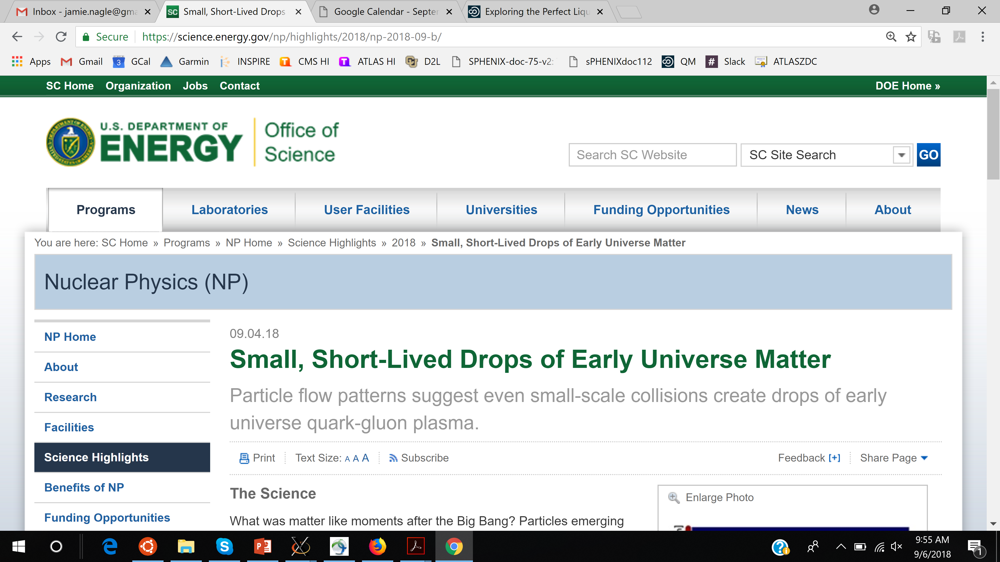 Inbox - jamie.nagle@gma
Small, Short-Lived Drops
Google Calendar - Septem
Exploring the Perfect Liqu
Secure https://science.energy.gov/np/highlights/2018/np-2018-09-b/
Apps Gmail 3 GCal Garmin INSPIRE T CMS HI T ATLAS HI D2L SPHENIX-doc-75-v2: sPHENIXdoc112 QM # Slack ATLASZDC
SC Home Organization Jobs Contact DOE Home »
U.S. DEPARTMENT OF
ENERGY
Office of
Science
Search SC Website SC Site Search GO
Programs Laboratories User Facilities Universities Funding Opportunities News About
You are here: SC Home » Programs » NP Home » Science Highlights » 2018 » Small, Short-Lived Drops of Early Universe Matter
Nuclear Physics (NP)
NP Home
About
Research
Facilities
Science Highlights
Benefits of NP
Funding Opportunities
09.04.18
Small, Short-Lived Drops of Early Universe Matter
Particle flow patterns suggest even small-scale collisions create drops of early
universe quark-gluon plasma.
Print Text Size: A A A Subscribe Feedback [+] Share Page
The Science
Enlarge Photo
What was matter like moments after the Big Bang? Particles emerging
9:55 AM
9/6/2018
1